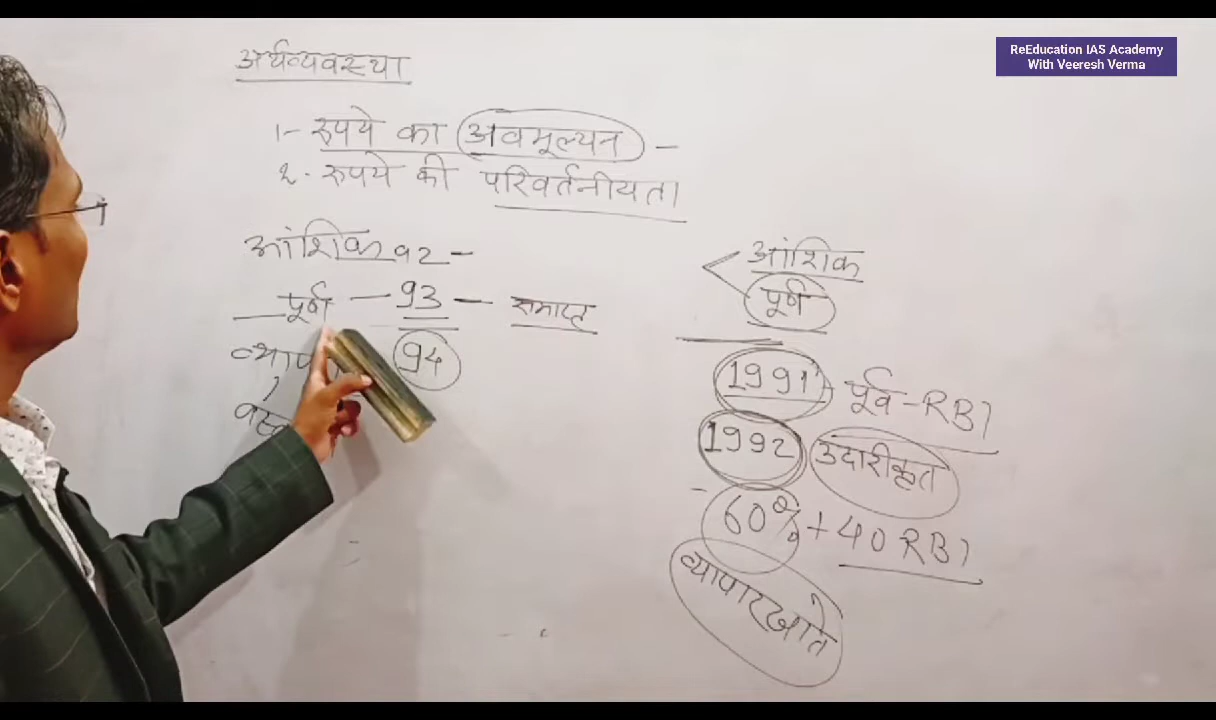 ReEducation IAS Academy
With Veeresh Verma
अर्थव्यवस्था
1- रुपये का अवमूल्यन -
2. रुपये की परिवर्तनीयता
आंशिक 92 -
पूर्ण - 93 - समाप्त
94
आंशिक
पूर्ण
1991 पूर्व - RBI
1992 उदारीकृत
60% + 40 RBI
व्यापारखाते